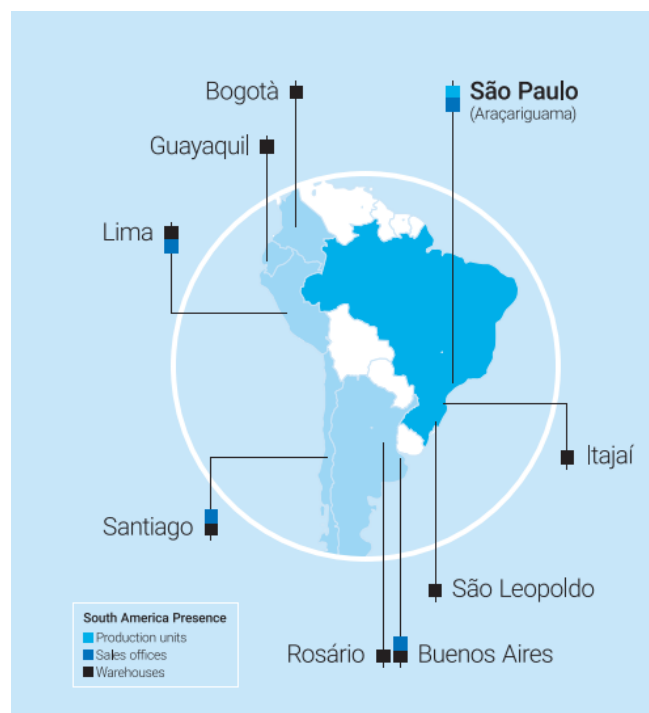 Bogotà
São Paulo
(Araçariguama)
Guayaquil
Lima
Itajaí
Santiago
São Leopoldo
South America Presence
Production units
Sales offices
Warehouses
Rosário
Buenos Aires